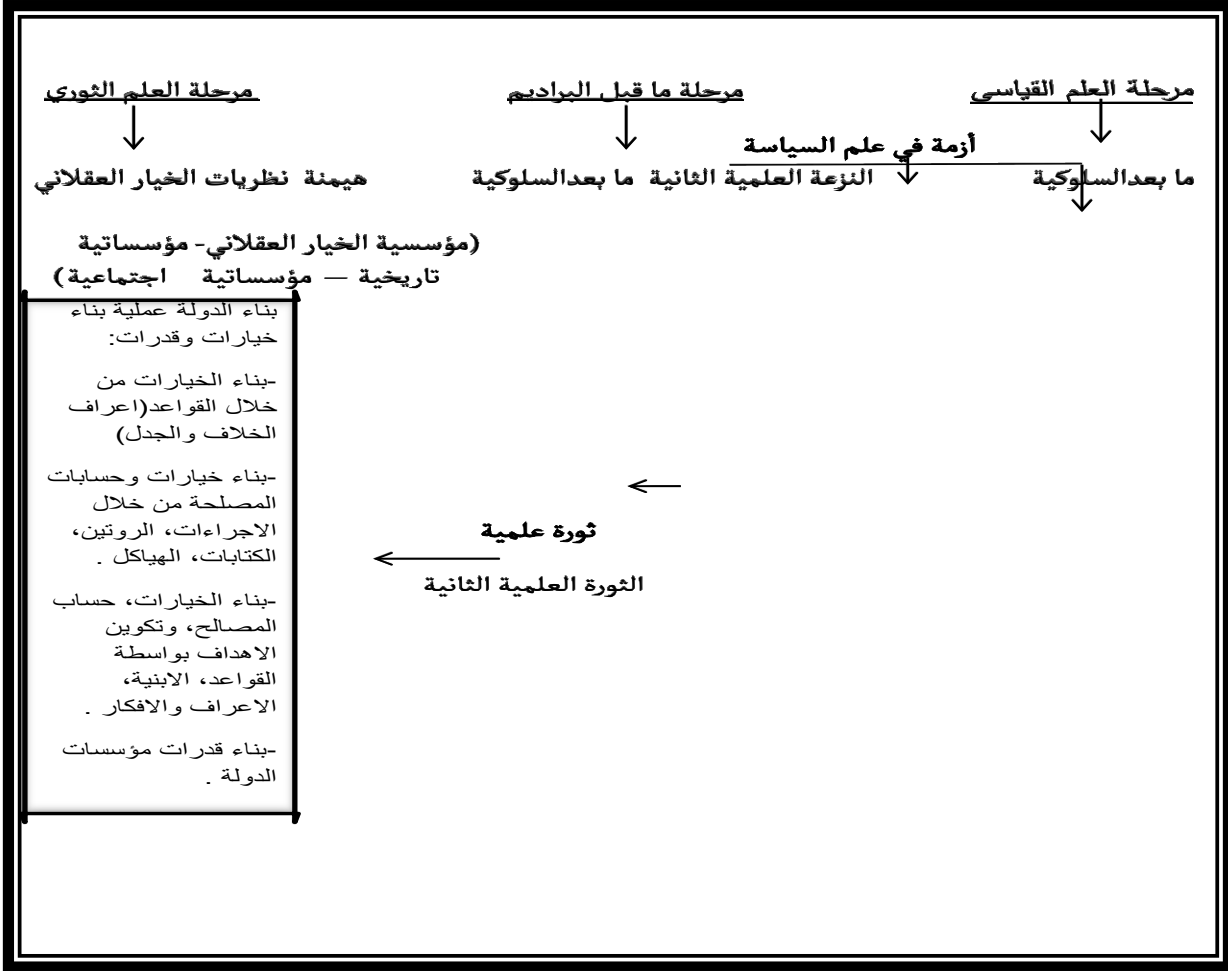 مرحلة العلم القياسي
مرحلة ما قبل البراديم
مرحلة العلم الثوري
أزمة في علم السياسة
ما بعدالسلوكية
النزعة العلمية الثانية ما بعدالسلوكية
هيمنة نظريات الخيار العقلاني
(مؤسسية الخيار العقلاني- مؤسساتية
تاريخية — مؤسساتية اجتماعية)
بناء الدولة عملية بناء
خيارات وقدرات:
-بناء الخيارات من
خلال القواعد(اعراف
الخلاف والجدل)
-بناء خيارات وحسابات
المصلحة من خلال
الاجراءات، الروتين،
الكتابات، الهياكل .
-بناء الخيارات، حساب
المصالح، وتكوين
الاهداف بواسطة
القواعد، الابنية،
الاعراف والافكار .
-بناء قدرات مؤسسات
الدولة .
ثورة علمية
الثورة العلمية الثانية